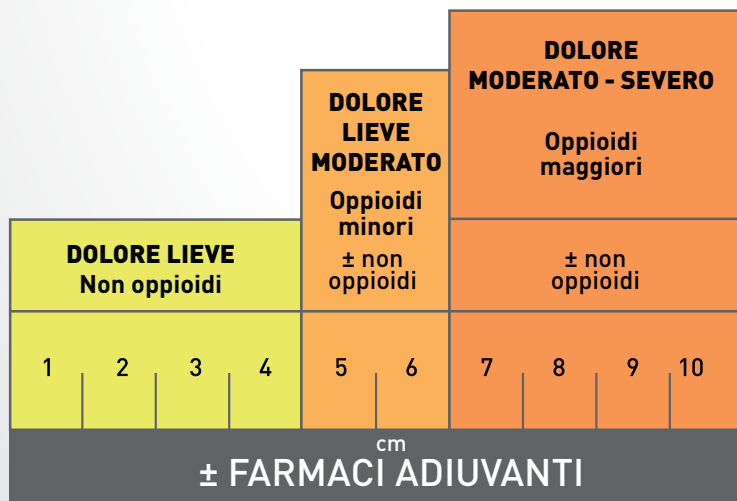 DOLORE LIEVE
Non oppioidi
DOLORE
LIEVE
MODERATO
Oppioidi
minori
± non
oppioidi
DOLORE
MODERATO - SEVERO
Oppioidi
maggiori
± non
oppioidi
1 2 3 4 5 6 7 8 9 10
cm
± FARMACI ADIUVANTI